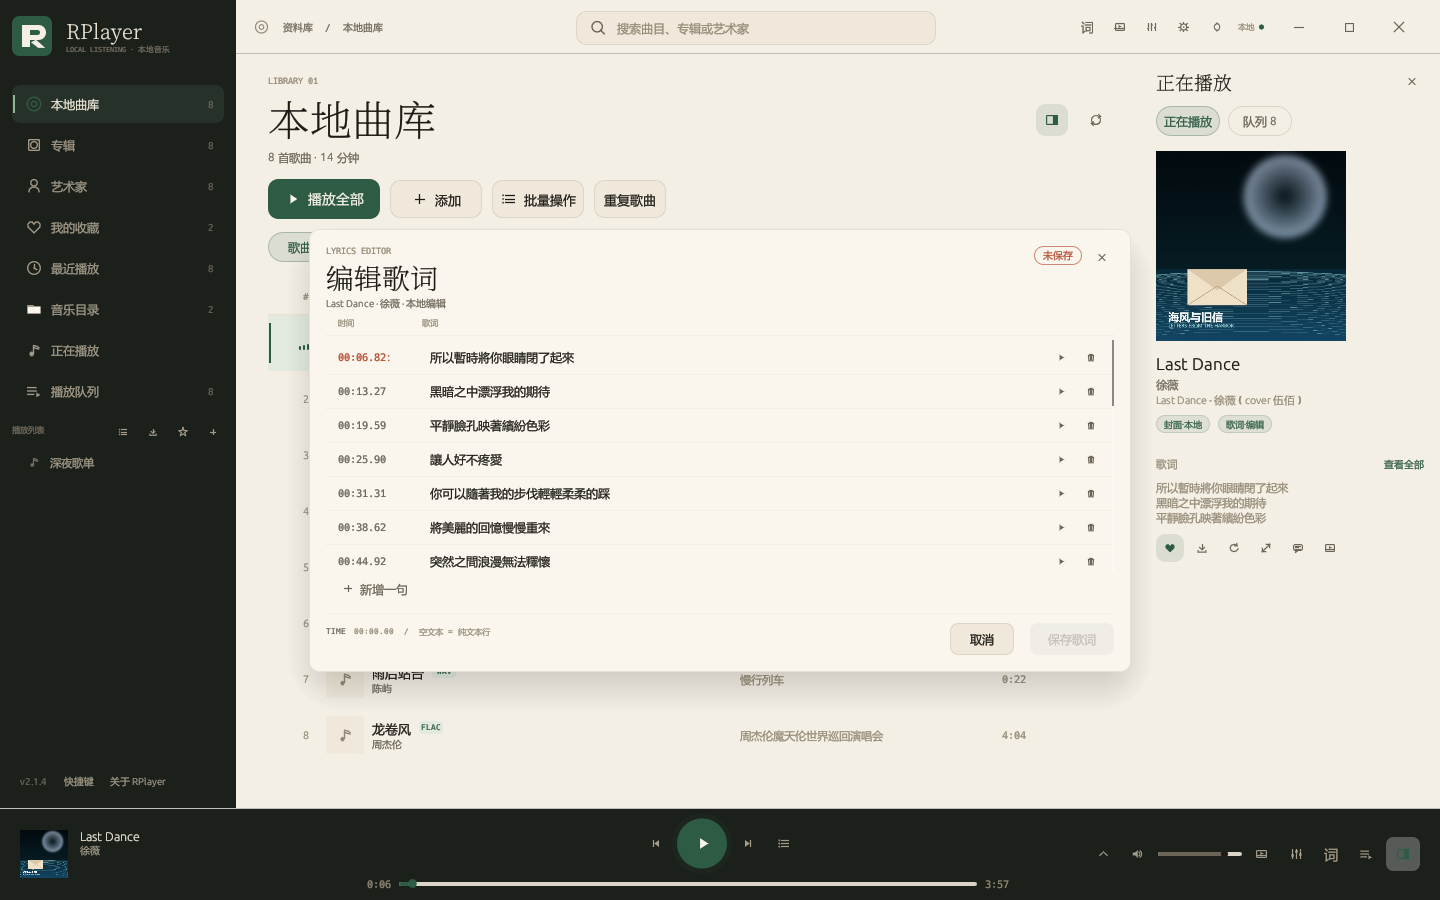 RPlayer
LOCAL LISTENING · 本地音乐
本地曲库 8
专辑 8
艺术家 8
我的收藏 2
最近播放 8
音乐目录 2
正在播放
播放队列 8
播放列表
深夜歌单
v2.1.4 快捷键 关于 RPlayer
资料库 / 本地曲库
搜索曲目、专辑或艺术家
词
本地
LIBRARY 01
本地曲库
8 首歌曲 · 14 分钟
播放全部
添加
批量操作
重复歌曲
歌曲
#
2
3
4
5
6
LYRICS EDITOR
编辑歌词
Last Dance · 徐薇 · 本地编辑
未保存
时间 歌词
00:06.82: 所以暫時將你眼睛閉了起來
00:13.27 黑暗之中漂浮我的期待
00:19.59 平靜臉孔映著繽紛色彩
00:25.90 讓人好不疼愛
00:31.31 你可以隨著我的步伐輕輕柔柔的踩
00:38.62 將美麗的回憶慢慢重來
00:44.92 突然之間浪漫無法釋懷
+ 新增一句
TIME 00:00.00 / 空文本 = 纯文本行
取消
保存歌词
7 雨后站台 慢行列车 0:22
陈屿
8 龙卷风 FLAC 周杰伦魔天伦世界巡回演唱会 4:04
周杰伦
正在播放
正在播放
队列 8
海风与旧信
LETTERS FROM THE HARBOR
Last Dance
徐薇
Last Dance - 徐薇 ( cover 伍佰 )
封面·本地
歌词·编辑
歌词 查看全部
所以暫時將你眼睛閉了起來
黑暗之中漂浮我的期待
平靜臉孔映著繽紛色彩
Last Dance
徐薇
0:06
3:57
词